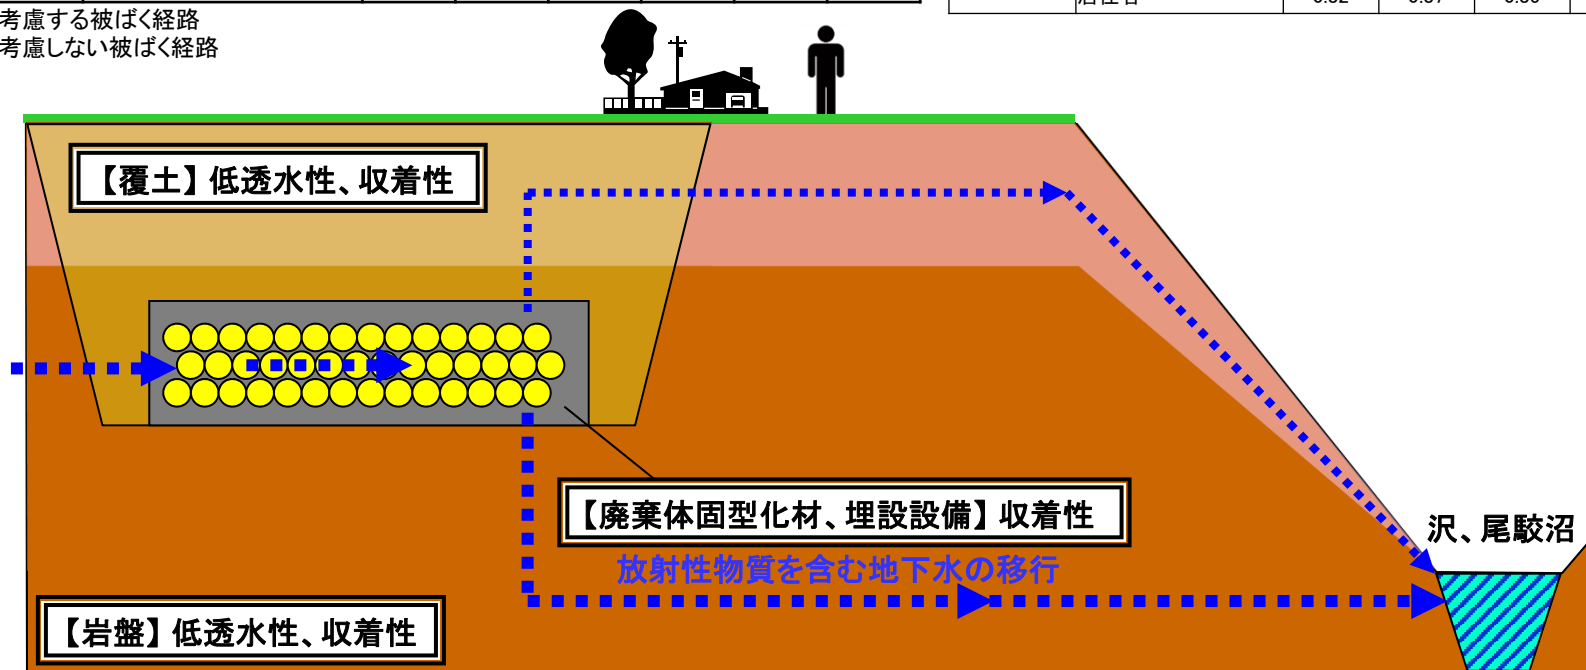 考慮する被ばく経路
考慮しない被ばく経路
【覆土】低透水性、収着性
【廃棄体固型化材、埋設設備】収着性
放射性物質を含む地下水の移行
沢、尾駮沼
【岩盤】低透水性、収着性